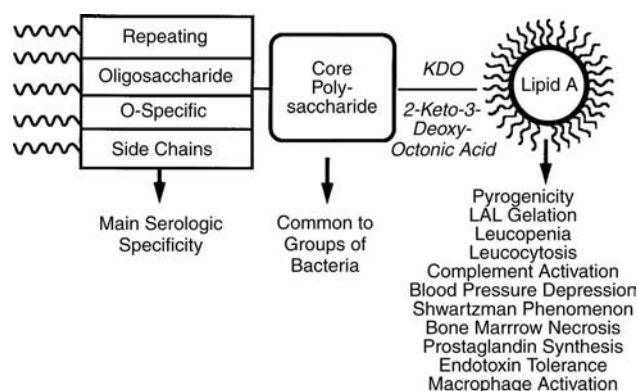 Repeating
Oligosaccharide
O-Specific
Side Chains
Main Serologic
Specificity
Core
Poly-
saccharide
Common to
Groups of
Bacteria
KDO
2-Keto-3-
Deoxy-
Octonic Acid
Lipid A
Pyrogenicity
LAL Gelation
Leucopenia
Leucocytosis
Complement Activation
Blood Pressure Depression
Shwartzman Phenomenon
Bone Marrrow Necrosis
Prostaglandin Synthesis
Endotoxin Tolerance
Macrophage Activation